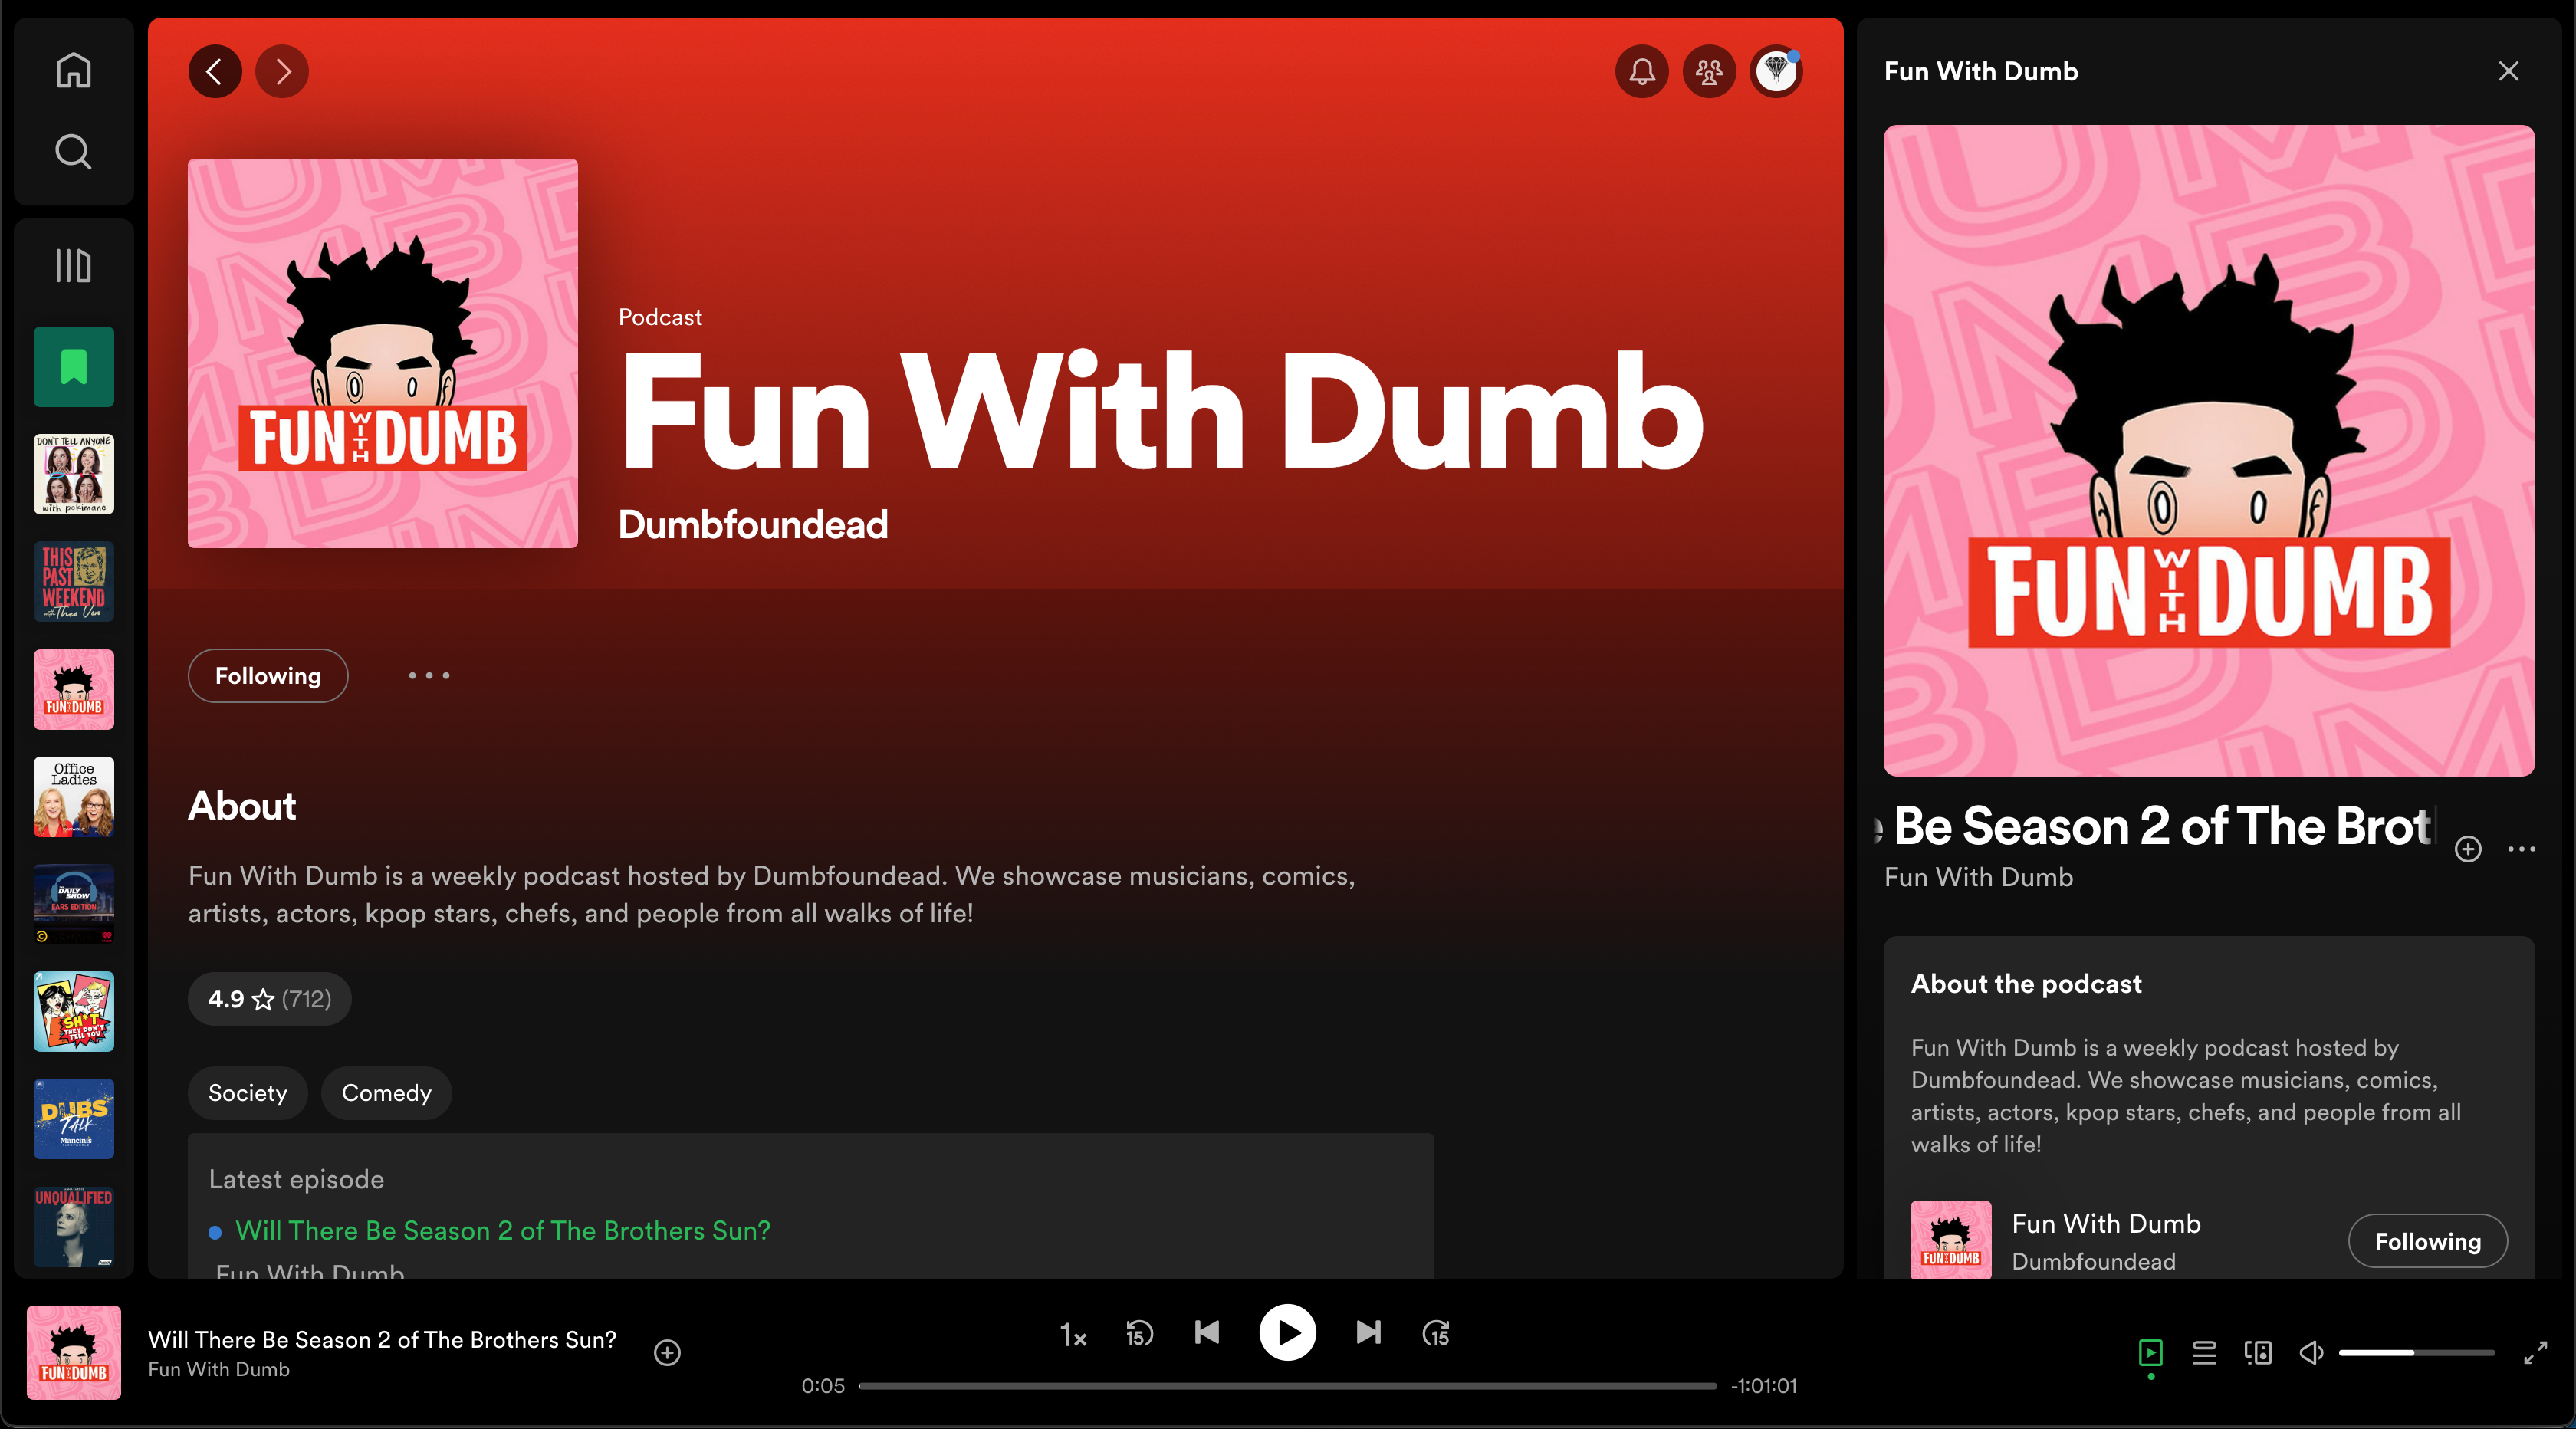 Podcast
Fun With Dumb
Dumbfoundead
FUN WITH DUMB
Following
About
Fun With Dumb is a weekly podcast hosted by Dumbfoundead. We showcase musicians, comics,
artists, actors, kpop stars, chefs, and people from all walks of life!
4.9 (712)
Society
Comedy
Latest episode
Will There Be Season 2 of The Brothers Sun?
Fun With Dumb
DON'T TELL ANYONE
with pokimane
THIS
PAST
WEEKEND
with Theo Von
FUN WITH DUMB
Office
Ladies
THE
DAILY
SHOW
EARS EDITION
SH*T
THEY DON'T
TELL YOU
DUBS
TALK
Mancini's
UNQUALIFIED
Fun With Dumb
FUN WITH DUMB
Be Season 2 of The Brot
Fun With Dumb
About the podcast
Fun With Dumb is a weekly podcast hosted by
Dumbfoundead. We showcase musicians, comics,
artists, actors, kpop stars, chefs, and people from all
walks of life!
FUN WITH DUMB
Fun With Dumb
Dumbfoundead
Following
FUN WITH DUMB
Will There Be Season 2 of The Brothers Sun?
Fun With Dumb
1x
15
15
0:05
-1:01:01